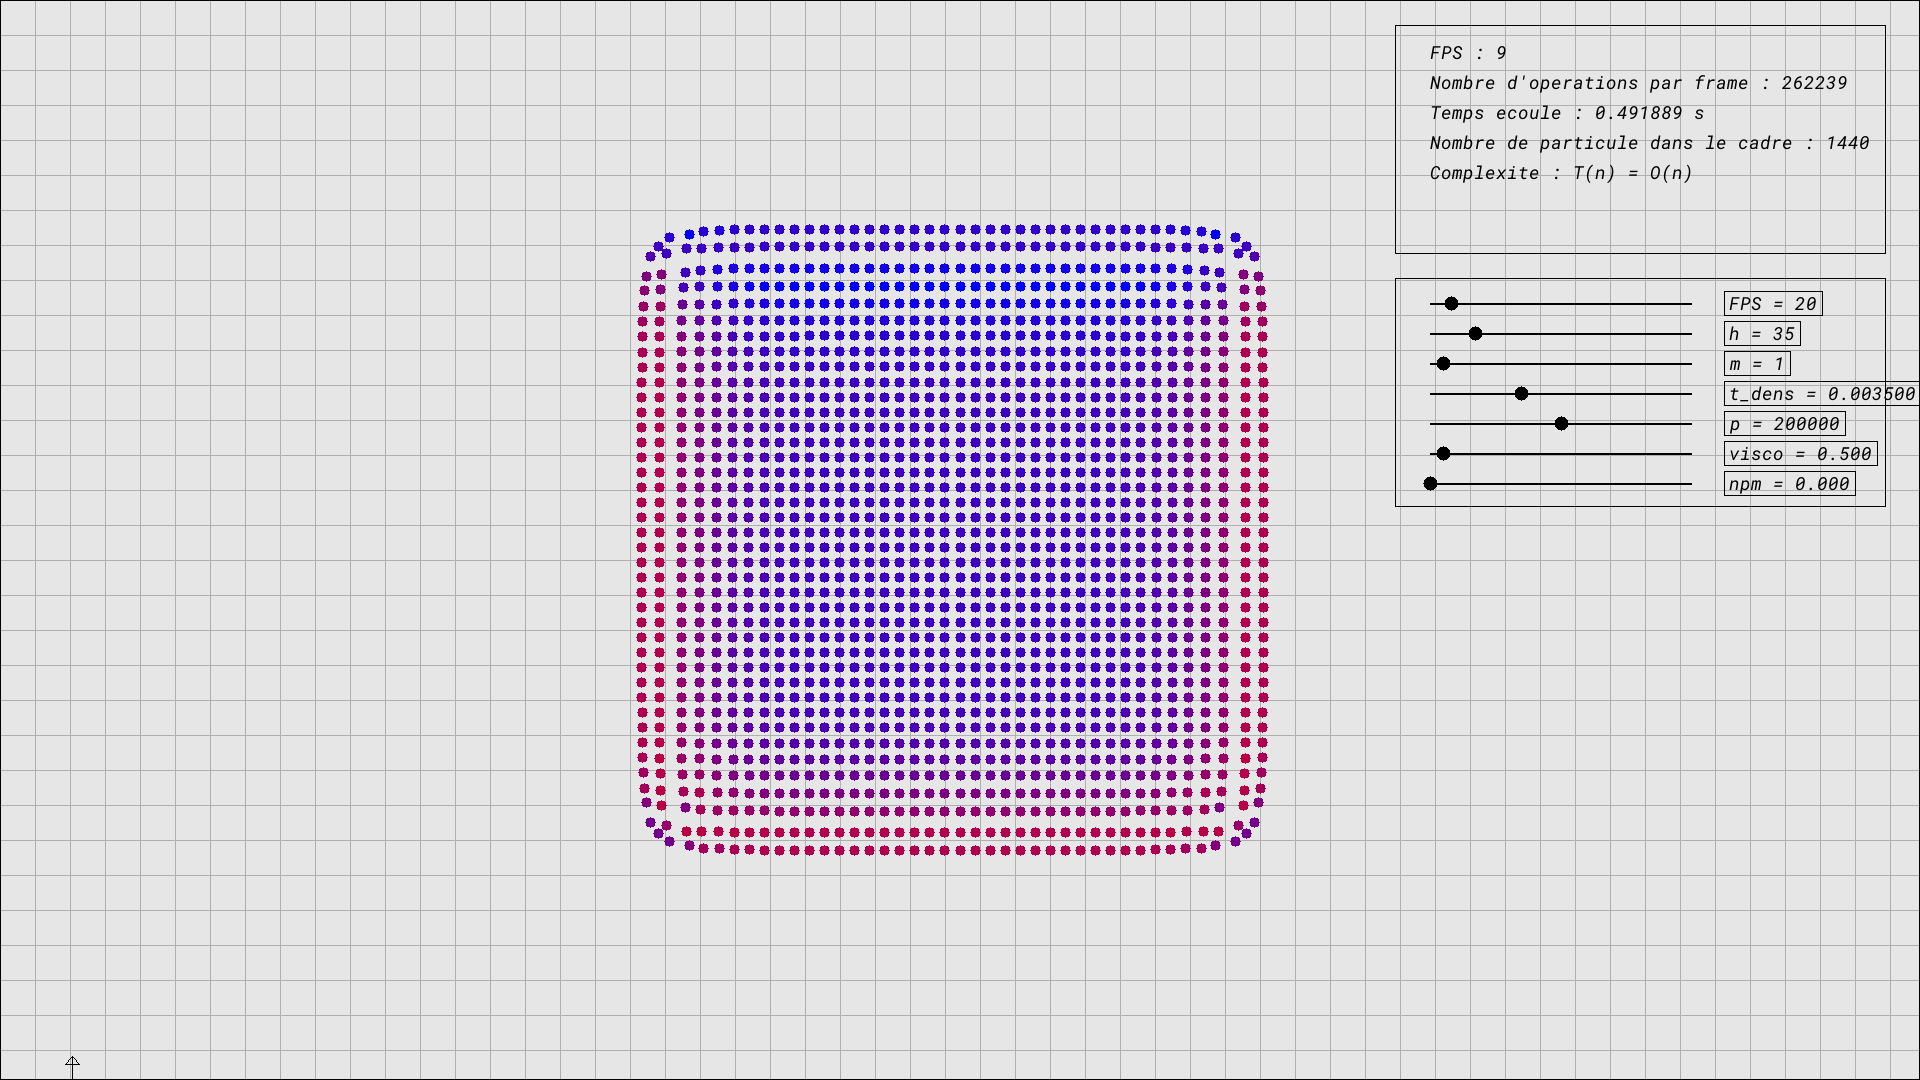 FPS : 9
Nombre d'operations par frame : 262239
Temps ecoule : 0.491889 s
Nombre de particule dans le cadre : 1440
Complexite : T(n) = O(n)
FPS = 20
h = 35
m = 1
t_dens = 0.003500
p = 200000
visco = 0.500
npm = 0.000